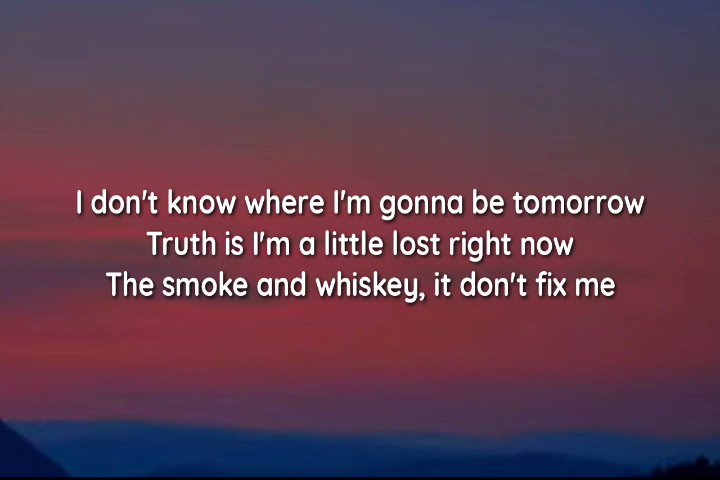 I don't know where I'm gonna be tomorrow
Truth is I'm a little lost right now
The smoke and whiskey, it don't fix me